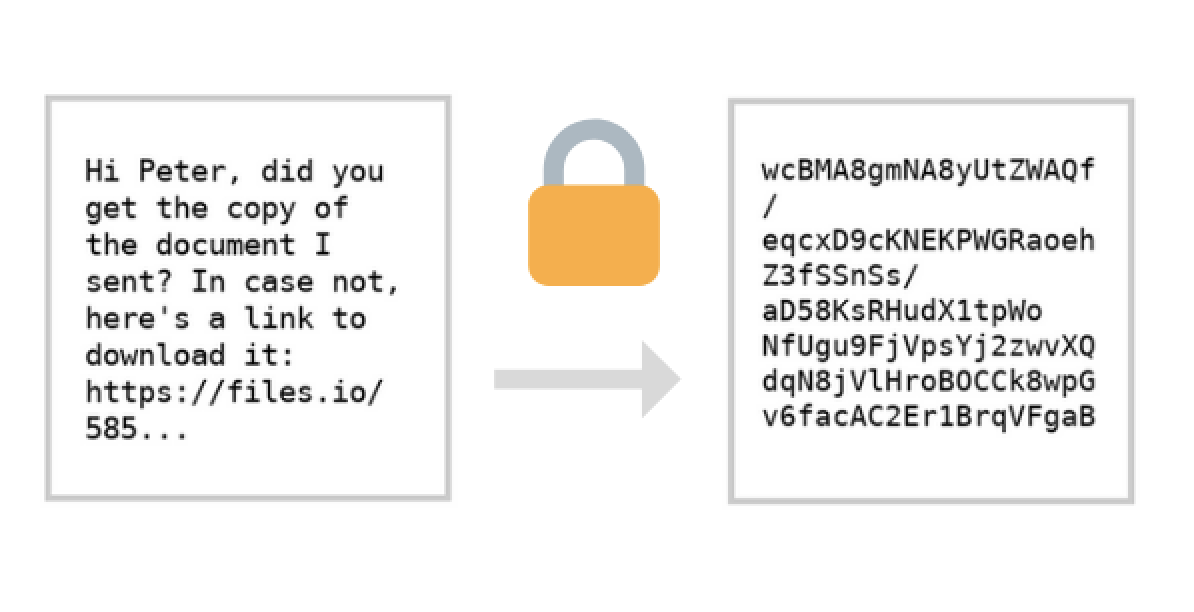 Hi Peter, did you
get the copy of
the document I
sent? In case not,
here's a link to
download it:
https://files.io/
585...
wcBMA8gmNA8yUtZWAQf
/
eqcxD9cKNEKPWGRaoeh
Z3fSSnSs/
aD58KsRHudX1tpWo
NfUgu9FjVpsYj2zwvXQ
dqN8jVlHroBOCCk8wpG
v6facAC2Er1BrqVFgaB